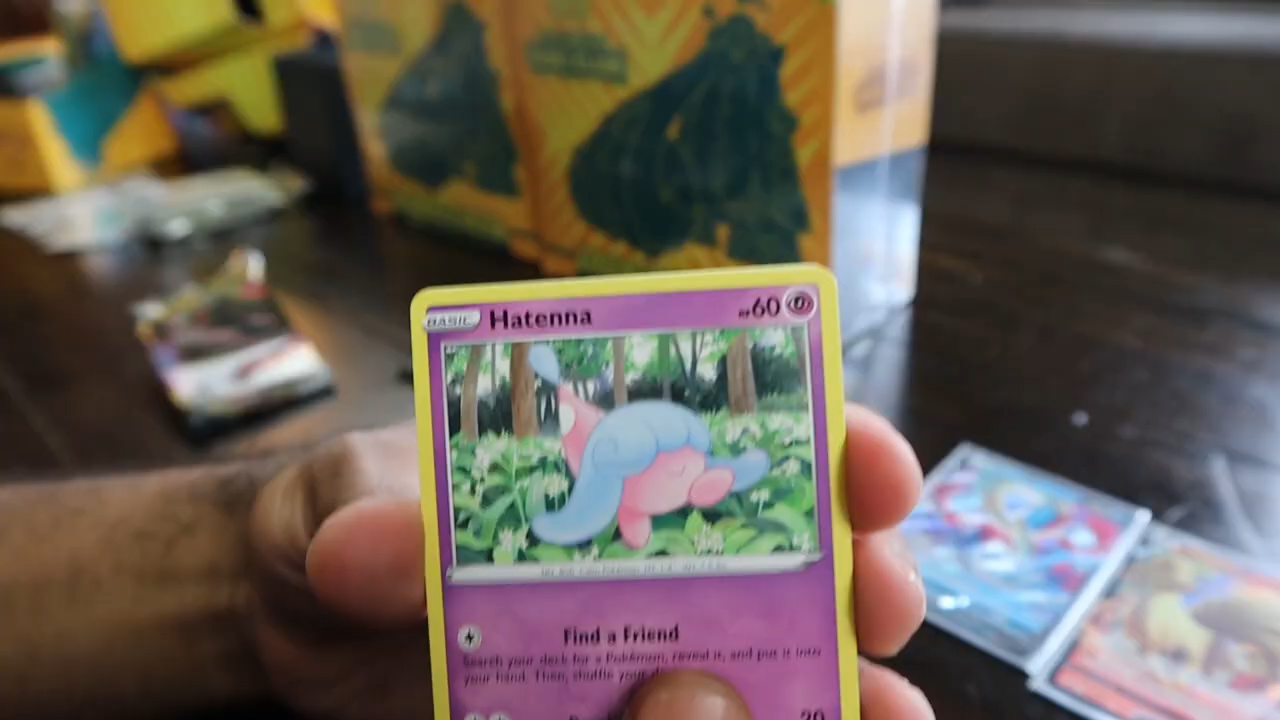 BASIC Hatenna HP60
Find a Friend
Search your deck for a Pokémon, reveal it, and put it into
your hand. Then, shuffle your
20